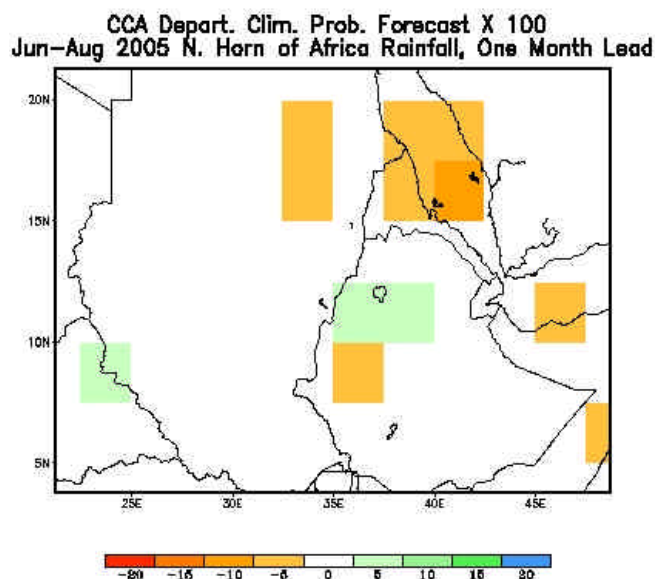 CCA Depart. Clim. Prob. Forecast X 100
Jun-Aug 2005 N. Horn of Africa Rainfall, One Month Lead
20N
15N
10N
5N
25E 30E 35E 40E 45E
-20 -15 -10 -5 0 5 10 15 20